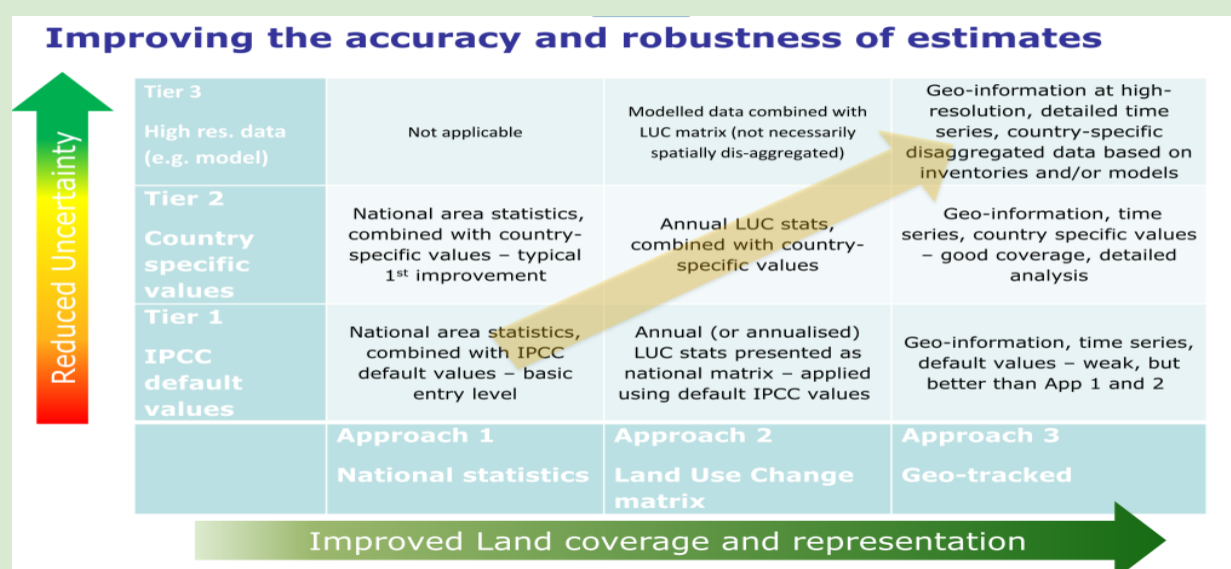 Improving the accuracy and robustness of estimates
Reduced Uncertainty
Tier 3
High res. data
(e.g. model)
Not applicable
Modelled data combined with
LUC matrix (not necessarily
spatially dis-aggregated)
Geo-information at high-
resolution, detailed time
series, country-specific
disaggregated data based on
inventories and/or models
Tier 2
Country
specific
values
National area statistics,
combined with country-
specific values – typical
1st improvement
Annual LUC stats,
combined with country-
specific values
Geo-information, time
series, country specific values
– good coverage, detailed
analysis
Tier 1
IPCC
default
values
National area statistics,
combined with IPCC
default values – basic
entry level
Annual (or annualised)
LUC stats presented as
national matrix – applied
using default IPCC values
Geo-information, time series,
default values – weak, but
better than App 1 and 2
Approach 1
National statistics
Approach 2
Land Use Change
matrix
Approach 3
Geo-tracked
Improved Land coverage and representation